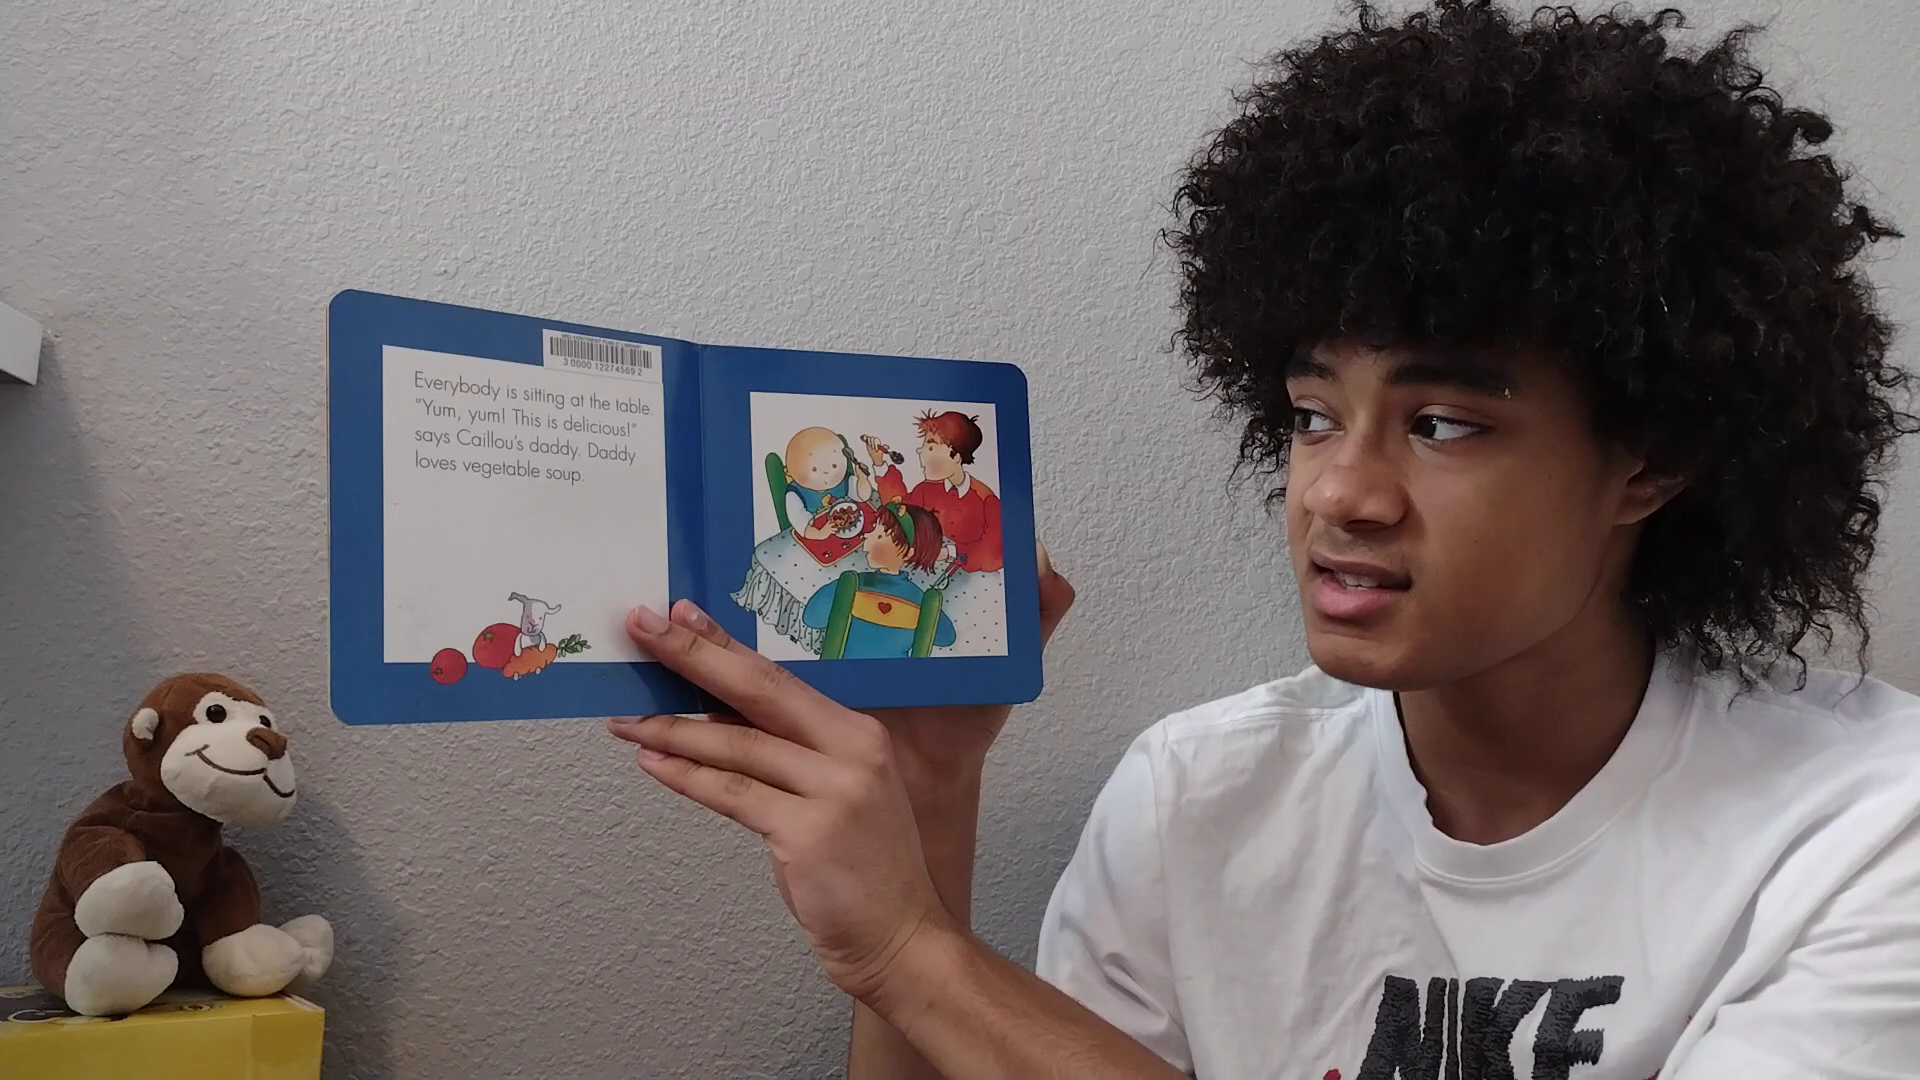 3 0000 12274569 2
Everybody is sitting at the table.
"Yum, yum! This is delicious!"
says Caillou's daddy. Daddy
loves vegetable soup.
NIKE